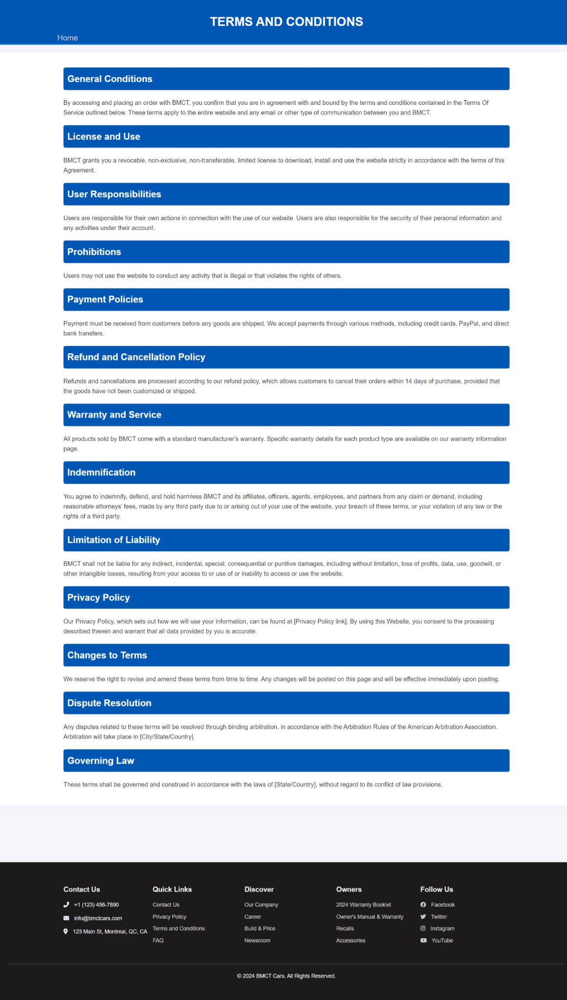 TERMS AND CONDITIONS
Home
General Conditions
By accessing and placing an order with BMCT, you confirm that you are in agreement with and bound by the terms and conditions contained in the Terms Of
Service outlined below. These terms apply to the entire website and any email or other type of communication between you and BMCT.
License and Use
BMCT grants you a revocable, non-exclusive, non-transferable, limited license to download, install and use the website strictly in accordance with the terms of this
Agreement.
User Responsibilities
Users are responsible for their own actions in connection with the use of our website. Users are also responsible for the security of their personal information and
any activities under their account.
Prohibitions
Users may not use the website to conduct any activity that is illegal or that violates the rights of others.
Payment Policies
Payment must be received from customers before any goods are shipped. We accept payments through various methods, including credit cards, PayPal, and direct
bank transfers.
Refund and Cancellation Policy
Refunds and cancellations are processed according to our refund policy, which allows customers to cancel their orders within 14 days of purchase, provided that
the goods have not been customized or shipped.
Warranty and Service
All products sold by BMCT come with a standard manufacturer's warranty. Specific warranty details for each product type are available on our warranty information
page.
Indemnification
You agree to indemnify, defend, and hold harmless BMCT and its affiliates, officers, agents, employees, and partners from any claim or demand, including
reasonable attorneys' fees, made by any third party due to or arising out of your use of the website, your breach of these terms, or your violation of any law or the
rights of a third party.
Limitation of Liability
BMCT shall not be liable for any indirect, incidental, special, consequential or punitive damages, including without limitation, loss of profits, data, use, goodwill, or
other intangible losses, resulting from your access to or use of or inability to access or use the website.
Privacy Policy
Our Privacy Policy, which sets out how we will use your information, can be found at [Privacy Policy link]. By using this Website, you consent to the processing
described therein and warrant that all data provided by you is accurate.
Changes to Terms
We reserve the right to revise and amend these terms from time to time. Any changes will be posted on this page and will be effective immediately upon posting.
Dispute Resolution
Any disputes related to these terms will be resolved through binding arbitration, in accordance with the Arbitration Rules of the American Arbitration Association.
Arbitration will take place in [City/State/Country].
Governing Law
These terms shall be governed and construed in accordance with the laws of [State/Country], without regard to its conflict of law provisions.
Contact Us
+1 (123) 456-7890
info@bmctcars.com
123 Main St, Montreal, QC, CA
Quick Links
Contact Us
Privacy Policy
Terms and Conditions
FAQ
Discover
Our Company
Career
Build & Price
Newsroom
Owners
2024 Warranty Booklet
Owner's Manual & Warranty
Recalls
Accessories
Follow Us
Facebook
Twitter
Instagram
YouTube
© 2024 BMCT Cars. All Rights Reserved.